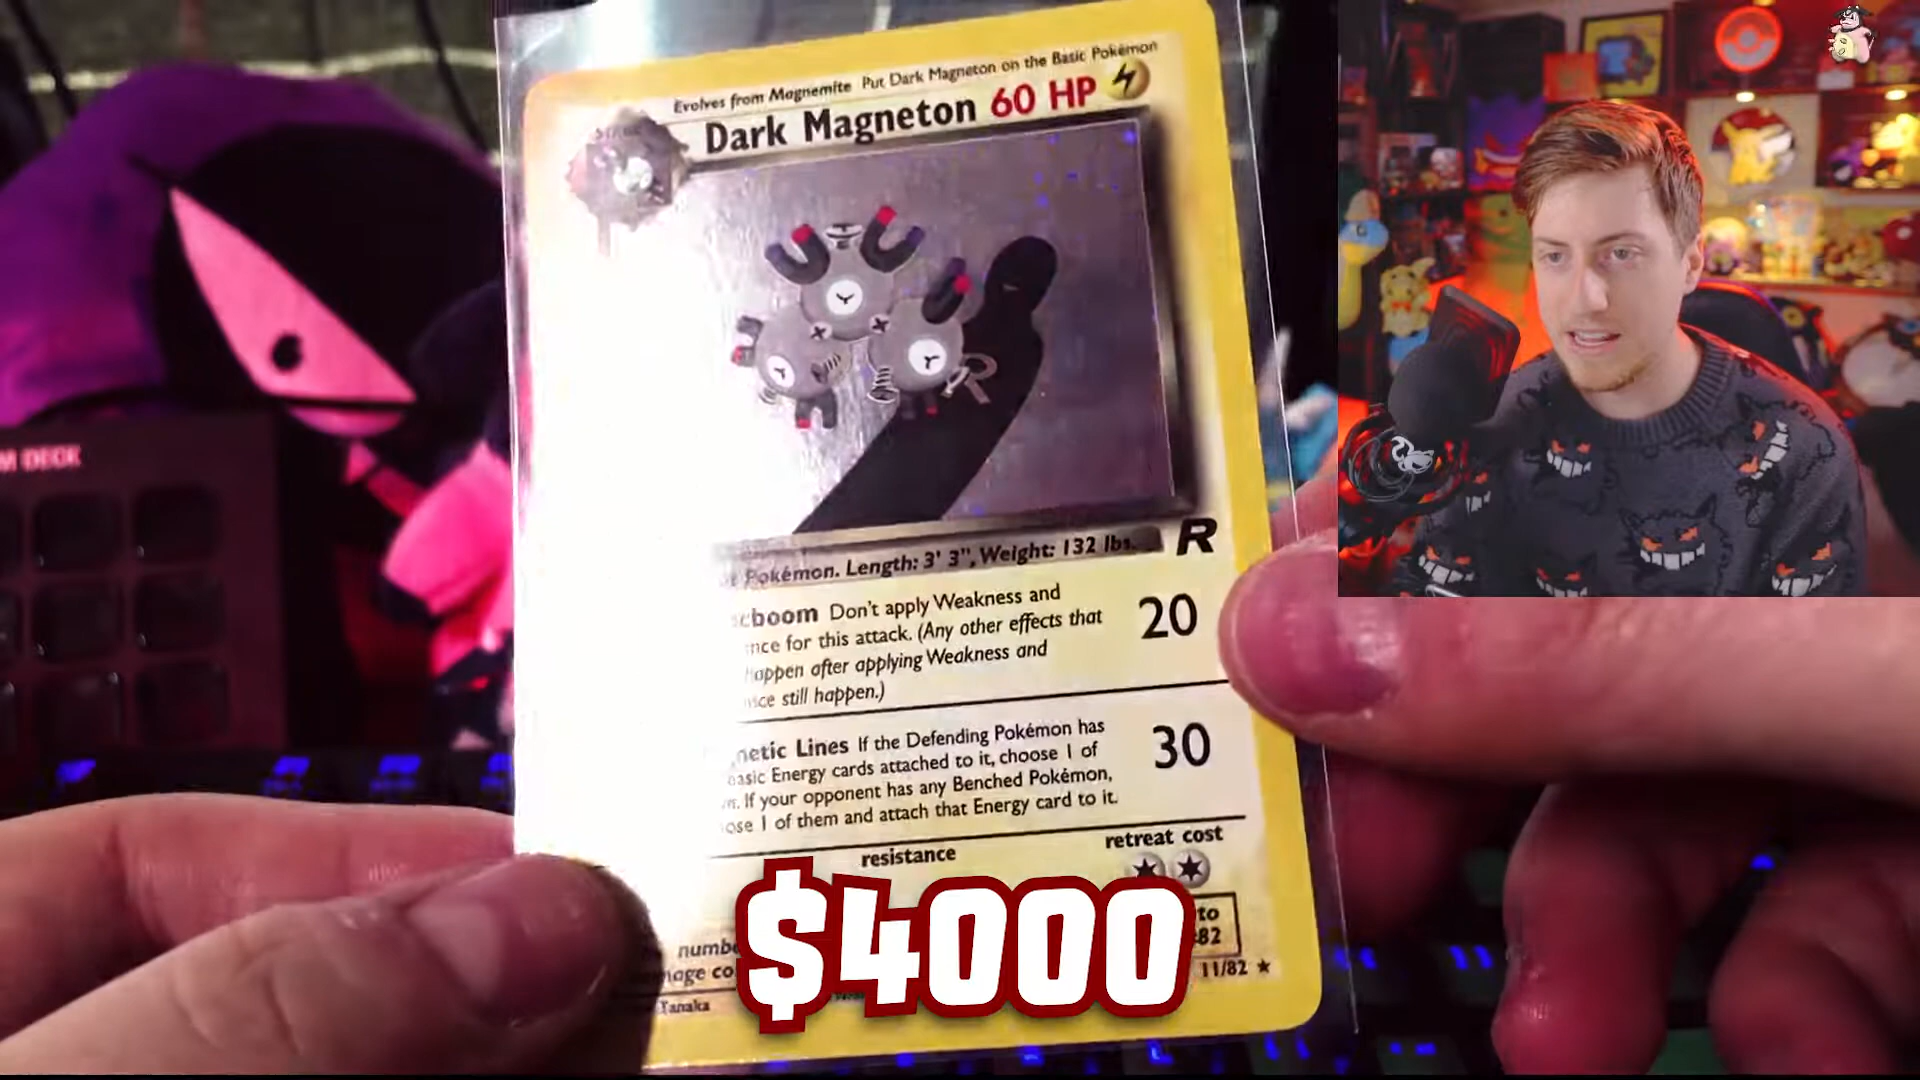 Evolves from Magnemite Put Dark Magneton on the Basic Pokémon
Dark Magneton 60 HP
M DECK
R
Pokémon. Length: 3' 3", Weight: 132 lbs.
R
boom Don't apply Weakness and
nce for this attack. (Any other effects that
happen after applying Weakness and
nce still happen.)
20
netic Lines If the Defending Pokémon has
basic Energy cards attached to it, choose 1 of
m. If your opponent has any Benched Pokémon,
ose 1 of them and attach that Energy card to it.
30
resistance
retreat cost
$4000
to
82
numb
mage co
11/82 ★
Tanaka